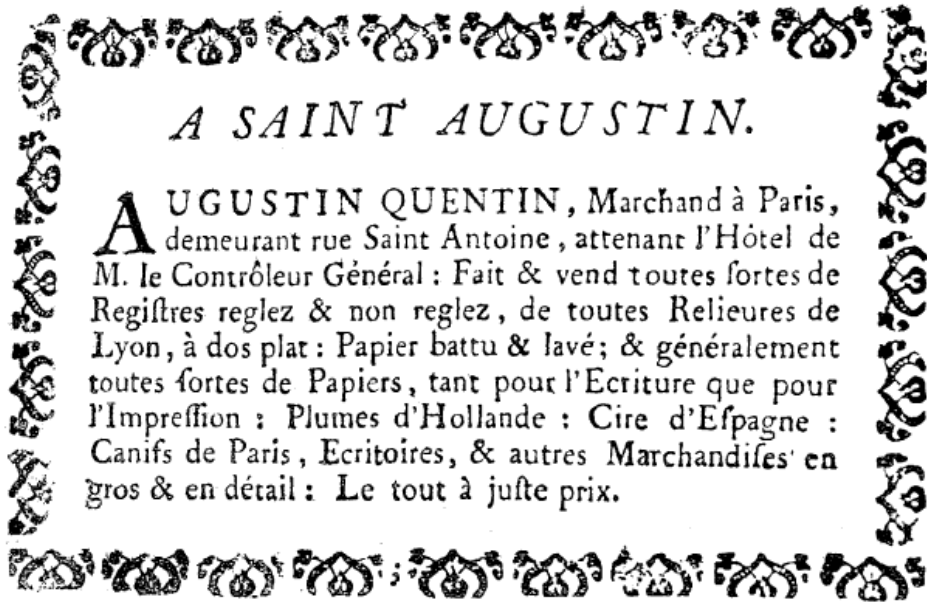 A SAINT AUGUSTIN.
AUGUSTIN QUENTIN, Marchand à Paris,
demeurant rue Saint Antoine, attenant l'Hôtel de
M. le Contrôleur Général : Fait & vend toutes ſortes de
Regiſtres reglez & non reglez, de toutes Relieures de
Lyon, à dos plat : Papier battu & lavé; & généralement
toutes ſortes de Papiers, tant pour l'Ecriture que pour
l'Impreſſion : Plumes d'Hollande : Cire d'Eſpagne :
Canifs de Paris, Ecritoires, & autres Marchandiſes en
gros & en détail : Le tout à juſte prix.